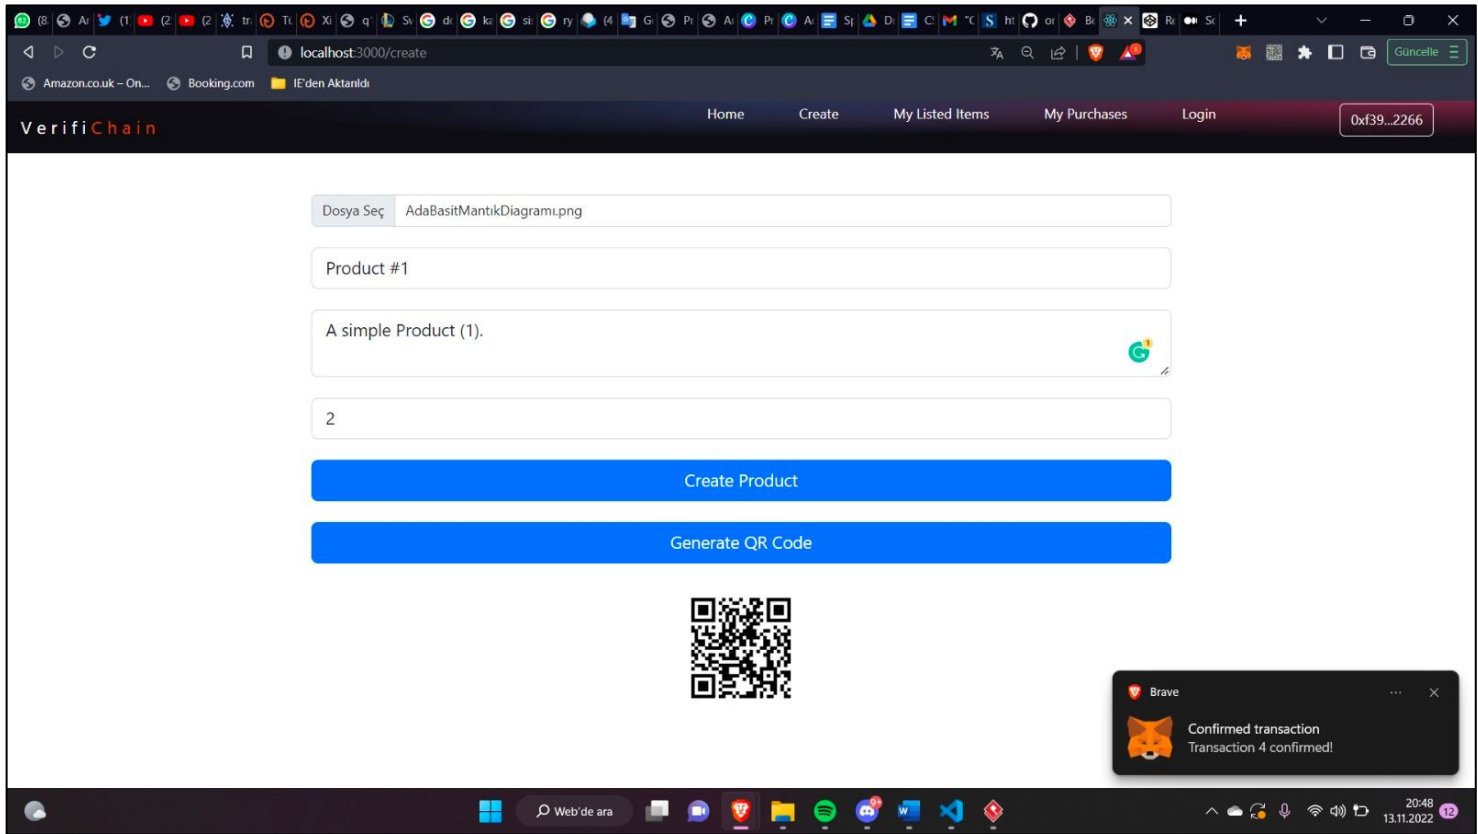 localhost:3000/create
Güncelle
Amazon.co.uk – On... Booking.com IE'den Aktarıldı
VerifiChain Home Create My Listed Items My Purchases Login 0xf39...2266
Dosya Seç AdaBasitMantıkDiagramı.png
Product #1
A simple Product (1).
2
Create Product
Generate QR Code
Brave
Confirmed transaction
Transaction 4 confirmed!
Web'de ara
20:48
13.11.2022 12